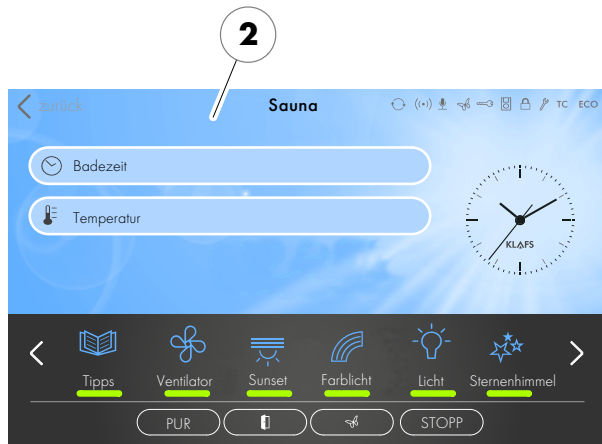 2
zurück
Sauna
TC ECO
Badezeit
Temperatur
KLAFS
Tipps Ventilator Sunset Farblicht Licht Sternenhimmel
PUR STOPP